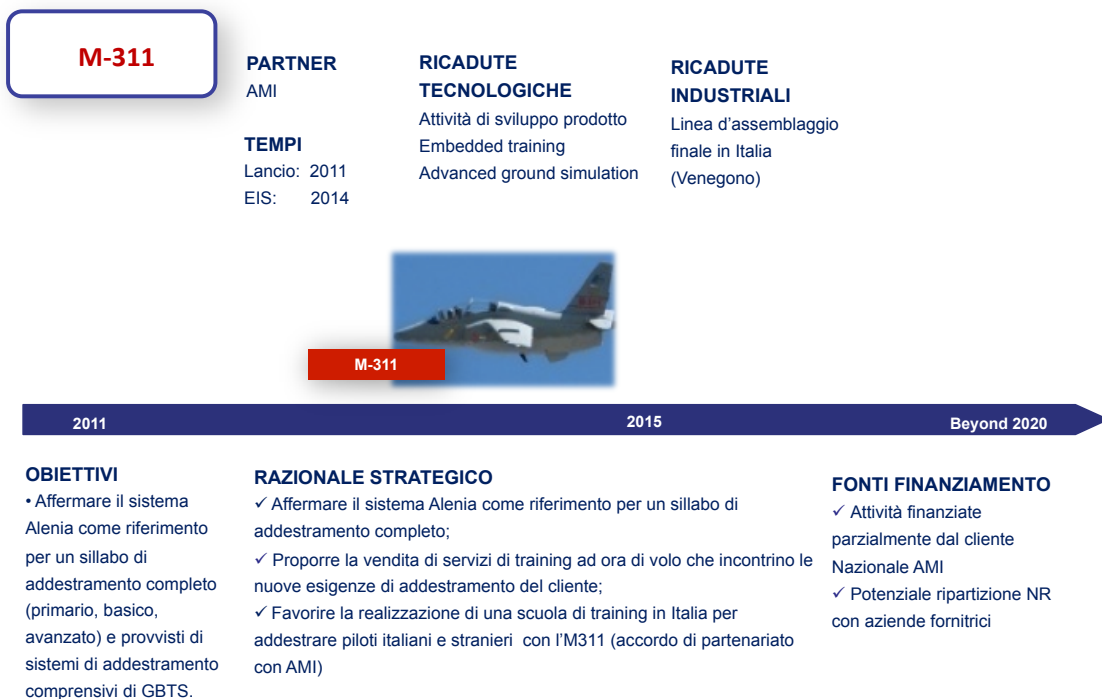 M-311
PARTNER
AMI
TEMPI
Lancio: 2011
EIS: 2014
RICADUTE
TECNOLOGICHE
Attività di sviluppo prodotto
Embedded training
Advanced ground simulation
RICADUTE
INDUSTRIALI
Linea d'assemblaggio
finale in Italia
(Venegono)
M-311
2011
2015
Beyond 2020
OBIETTIVI
• Affermare il sistema
Alenia come riferimento
per un sillabo di
addestramento completo
(primario, basico,
avanzato) e provvisti di
sistemi di addestramento
comprensivi di GBTS.
RAZIONALE STRATEGICO
✓ Affermare il sistema Alenia come riferimento per un sillabo di
addestramento completo;
✓ Proporre la vendita di servizi di training ad ora di volo che incontrino le
nuove esigenze di addestramento del cliente;
✓ Favorire la realizzazione di una scuola di training in Italia per
addestrare piloti italiani e stranieri con l'M311 (accordo di partenariato
con AMI)
FONTI FINANZIAMENTO
✓ Attività finanziate
parzialmente dal cliente
Nazionale AMI
✓ Potenziale ripartizione NR
con aziende fornitrici